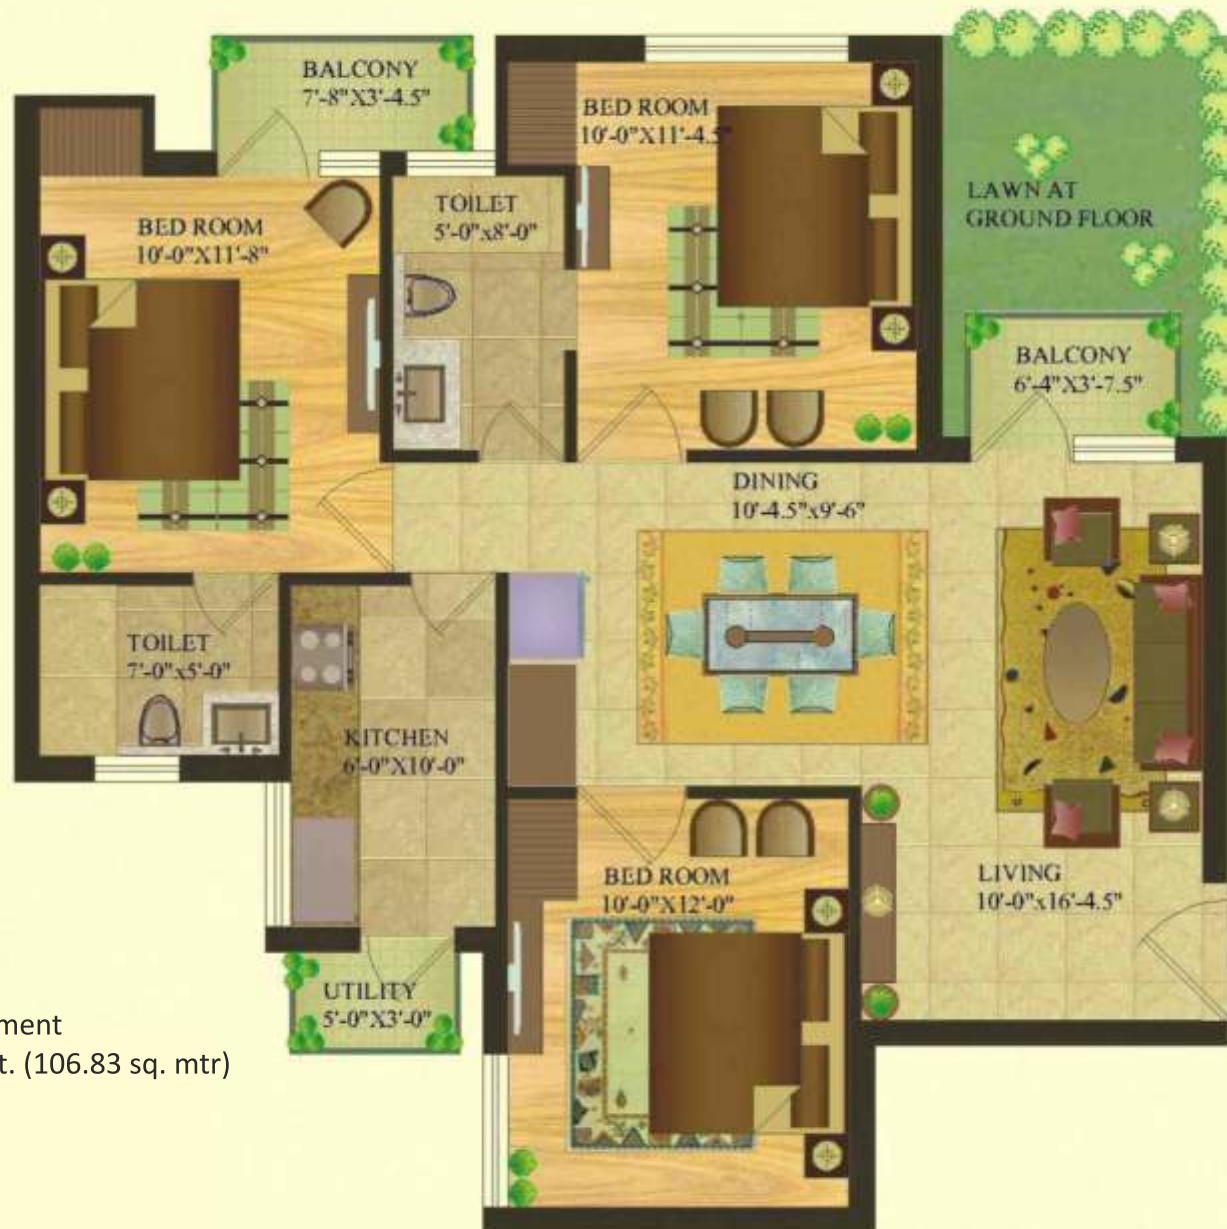 BALCONY
7'-8"X3'-4.5"
BED ROOM
10'-0"X11'-4.5"
TOILET
5'-0"x8'-0"
LAWN AT
GROUND FLOOR
BED ROOM
10'-0"X11'-8"
BALCONY
6'-4"X3'-7.5"
DINING
10'-4.5"x9'-6"
TOILET
7'-0"x5'-0"
KITCHEN
6'-0"X10'-0"
BED ROOM
10'-0"X12'-0"
LIVING
10'-0"x16'-4.5"
UTILITY
5'-0"X3'-0"
ment
t. (106.83 sq. mtr)